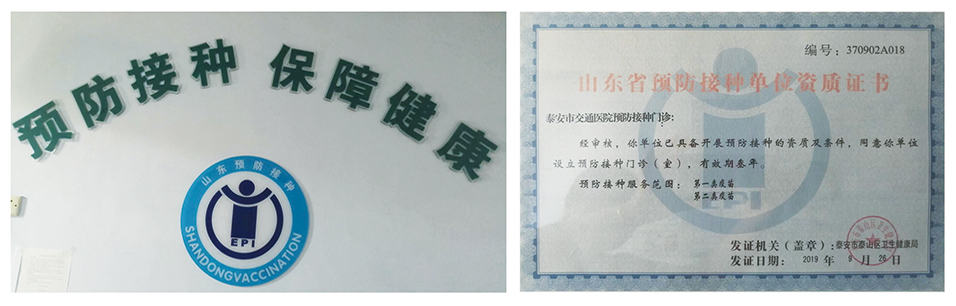 预防接种 保障健康
山东预防接种
EPI
SHANDONGVACCINATION
编号：370902A018
山东省预防接种单位资质证书
泰安市交通医院预防接种门诊：
经审核，你单位已具备开展预防接种的资质及条件，同意你单位
设立预防接种门诊（室），有效期叁年。
预防接种服务范围：第一类疫苗
第二类疫苗
EPI
发证机关（盖章）：泰安市泰山区卫生健康局
发证日期：2019 年 9 月 26 日